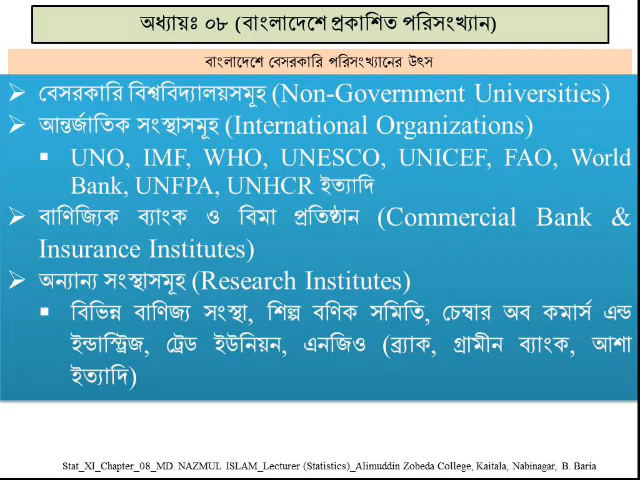 অধ্যায়ঃ ০৮ (বাংলাদেশে প্রকাশিত পরিসংখ্যান)
বাংলাদেশে বেসরকারি পরিসংখ্যানের উৎস
➢ বেসরকারি বিশ্ববিদ্যালয়সমূহ (Non-Government Universities)
➢ আন্তর্জাতিক সংস্থাসমূহ (International Organizations)
▪ UNO, IMF, WHO, UNESCO, UNICEF, FAO, World
Bank, UNFPA, UNHCR ইত্যাদি
➢ বাণিজ্যিক ব্যাংক ও বিমা প্রতিষ্ঠান (Commercial Bank &
Insurance Institutes)
➢ অন্যান্য সংস্থাসমূহ (Research Institutes)
▪ বিভিন্ন বাণিজ্য সংস্থা, শিল্প বণিক সমিতি, চেম্বার অব কমার্স এন্ড
ইন্ডাস্ট্রিজ, ট্রেড ইউনিয়ন, এনজিও (ব্র্যাক, গ্রামীন ব্যাংক, আশা
ইত্যাদি)
Stat_XI_Chapter_08_MD. NAZMUL ISLAM_Lecturer (Statistics)_Alimuddin Zobeda College, Kaitala, Nabinagar, B. Baria